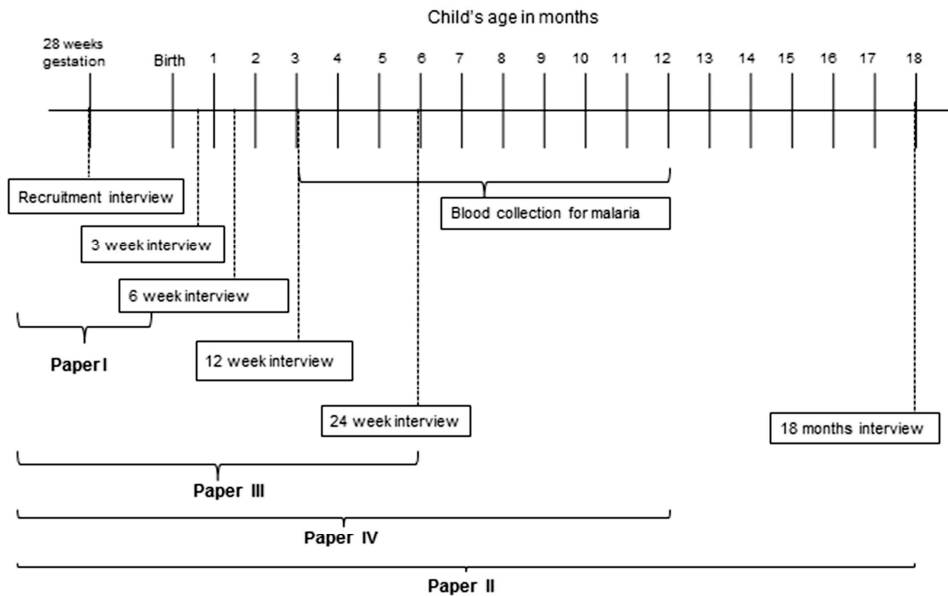 Child's age in months
28 weeks
gestation
Birth 1 2 3 4 5 6 7 8 9 10 11 12 13 14 15 16 17 18
Recruitment interview
Blood collection for malaria
3 week interview
6 week interview
Paper I
12 week interview
24 week interview
18 months interview
Paper III
Paper IV
Paper II